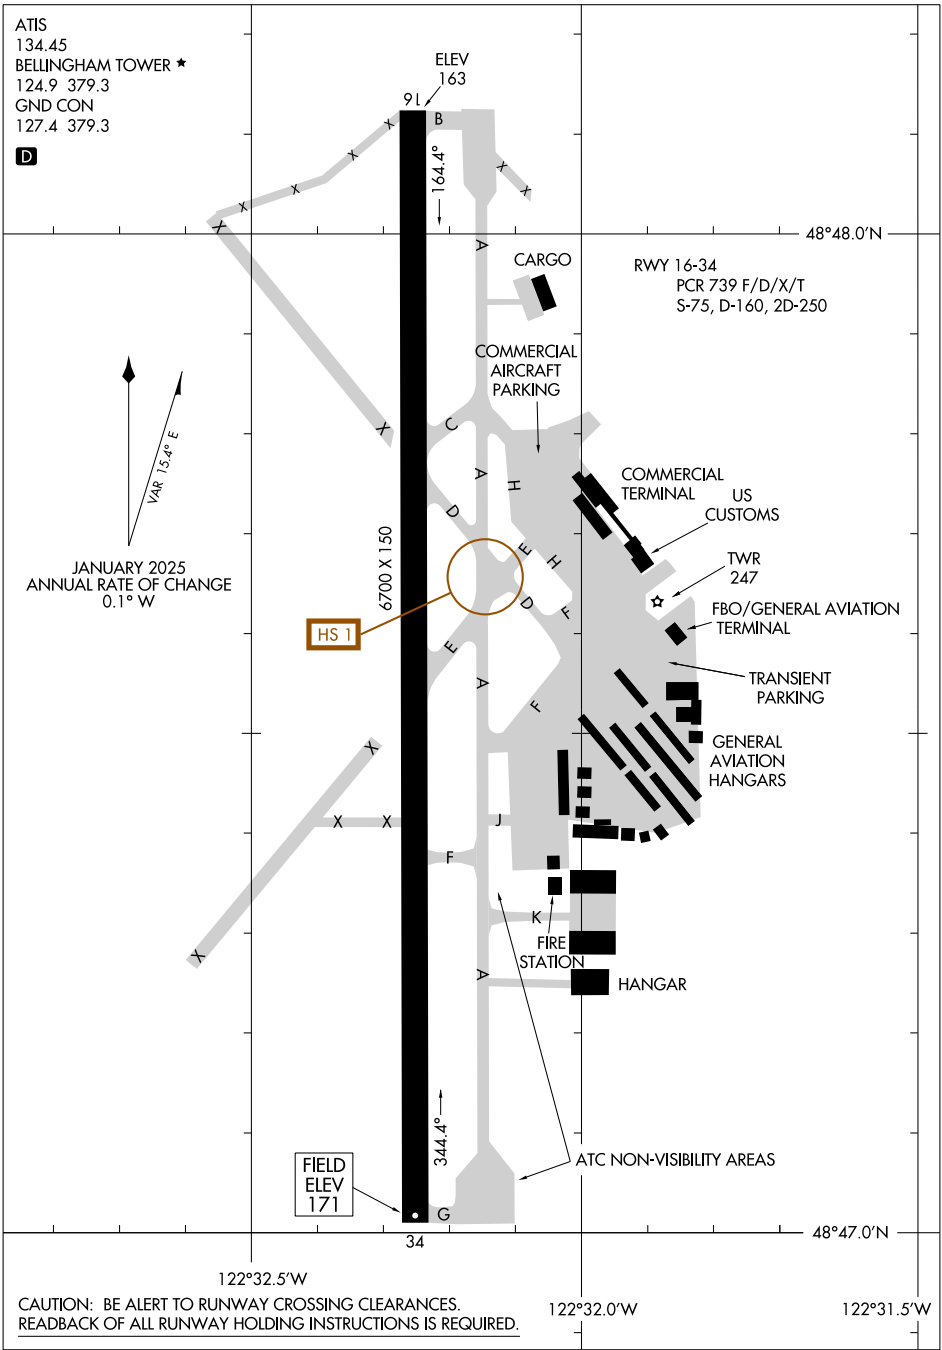 ATIS
134.45
BELLINGHAM TOWER ★
124.9 379.3
GND CON
127.4 379.3
D
ELEV
163
16
B
X
X
X
X
X
X
X
164.4°
A
48°48.0'N
CARGO
RWY 16-34
PCR 739 F/D/X/T
S-75, D-160, 2D-250
COMMERCIAL
AIRCRAFT
PARKING
VAR 15.4° E
X
C
A
H
COMMERCIAL
TERMINAL
US
CUSTOMS
D
6700 X 150
E
H
JANUARY 2025
ANNUAL RATE OF CHANGE
0.1° W
TWR
247
D
F
FBO/GENERAL AVIATION
TERMINAL
HS 1
E
A
F
TRANSIENT
PARKING
X
GENERAL
AVIATION
HANGARS
X
X
J
F
K
FIRE
STATION
X
A
HANGAR
344.4°
ATC NON-VISIBILITY AREAS
FIELD
ELEV
171
G
34
48°47.0'N
122°32.5'W
122°32.0'W
122°31.5'W
CAUTION: BE ALERT TO RUNWAY CROSSING CLEARANCES.
READBACK OF ALL RUNWAY HOLDING INSTRUCTIONS IS REQUIRED.